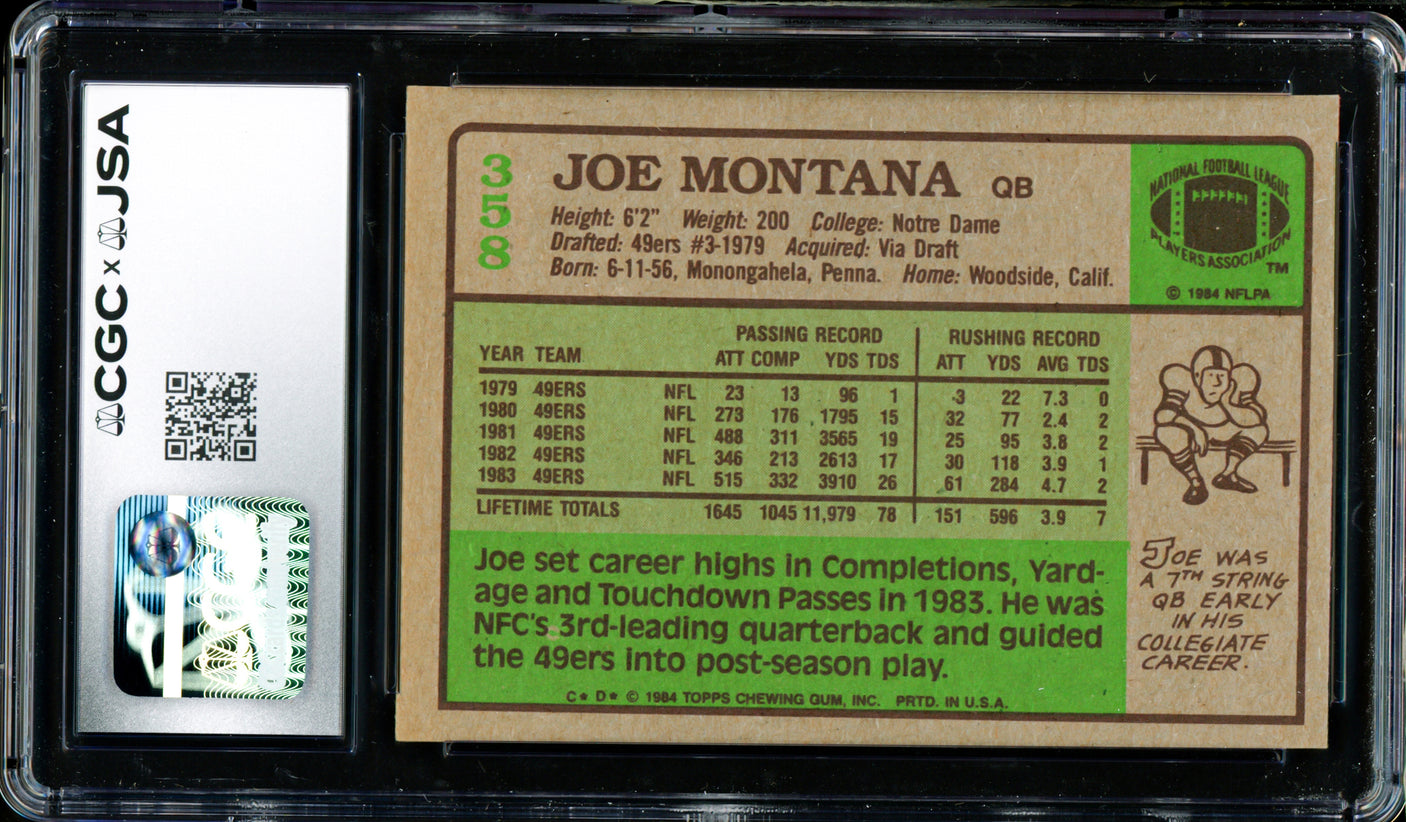 CGC x JSA
358
JOE MONTANA QB
Height: 6'2" Weight: 200 College: Notre Dame
Drafted: 49ers #3-1979 Acquired: Via Draft
Born: 6-11-56, Monongahela, Penna. Home: Woodside, Calif.
NATIONAL FOOTBALL LEAGUE
PLAYERS ASSOCIATION
TM
© 1984 NFLPA
PASSING RECORD RUSHING RECORD
YEAR TEAM ATT COMP YDS TDS ATT YDS AVG TDS
1979 49ERS NFL 23 13 96 1 3 22 7.3 0
1980 49ERS NFL 273 176 1795 15 32 77 2.4 2
1981 49ERS NFL 488 311 3565 19 25 95 3.8 2
1982 49ERS NFL 346 213 2613 17 30 118 3.9 1
1983 49ERS NFL 515 332 3910 26 61 284 4.7 2
LIFETIME TOTALS 1645 1045 11,979 78 151 596 3.9 7
Joe set career highs in Completions, Yard-
age and Touchdown Passes in 1983. He was
NFC's 3rd-leading quarterback and guided
the 49ers into post-season play.
C* D* © 1984 TOPPS CHEWING GUM, INC. PRTD. IN U.S.A.
JOE WAS
A 7TH STRING
QB EARLY
IN HIS
COLLEGIATE
CAREER.